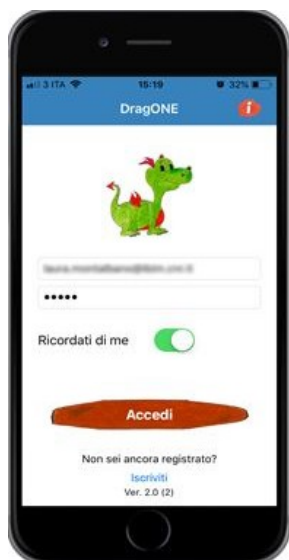 3 ITA 15:19 32%
DragONE
i
•••••
Ricordati di me
Accedi
Non sei ancora registrato?
Iscriviti
Ver. 2.0 (2)